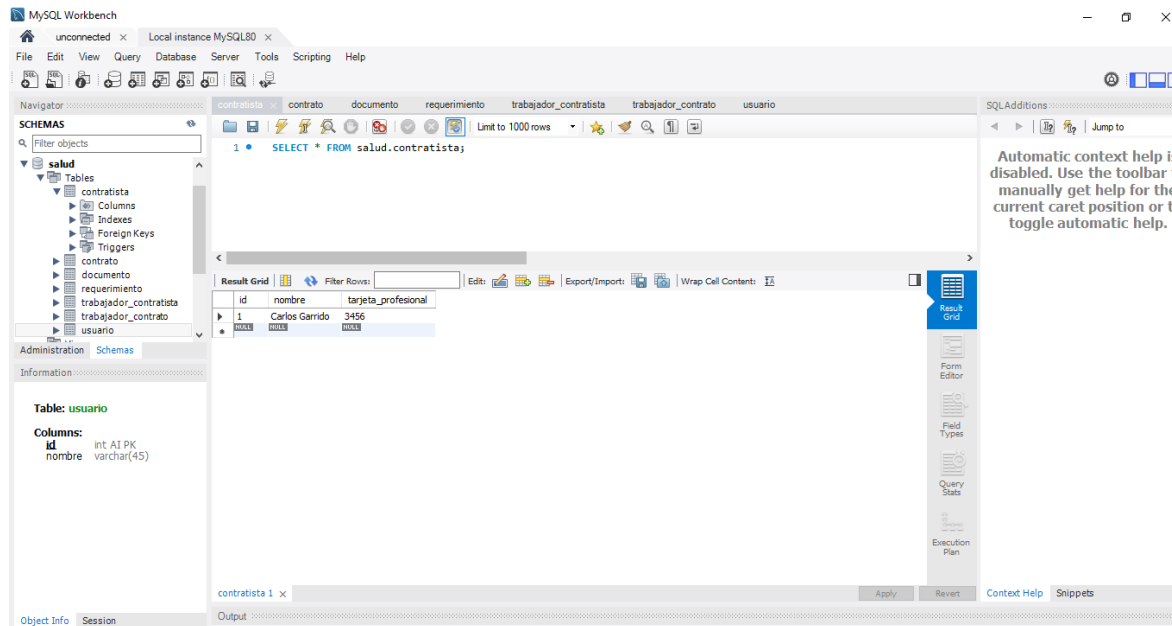 MySQL Workbench
unconnected × Local instance MySQL80 ×
File Edit View Query Database Server Tools Scripting Help
Navigator
SCHEMAS
Filter objects
salud
Tables
contratista
Columns
Indexes
Foreign Keys
Triggers
contrato
documento
requerimiento
trabajador_contratista
trabajador_contrato
usuario
Administration Schemas
Information
Table: usuario
Columns:
id int AI PK
nombre varchar(45)
Object Info Session
contratista × contrato documento requerimiento trabajador_contratista trabajador_contrato usuario
Limit to 1000 rows
1 SELECT * FROM salud.contratista;
Result Grid Filter Rows: Edit: Export/Import: Wrap Cell Content:
id nombre tarjeta_profesional
1 Carlos Garrido 3456
NULL NULL NULL
Result
Grid
Form
Editor
Field
Types
Query
Stats
Execution
Plan
contratista 1 × Apply Revert
Output
SQLAdditions
Jump to
Automatic context help is
disabled. Use the toolbar
manually get help for the
current caret position or
toggle automatic help.
Context Help Snippets